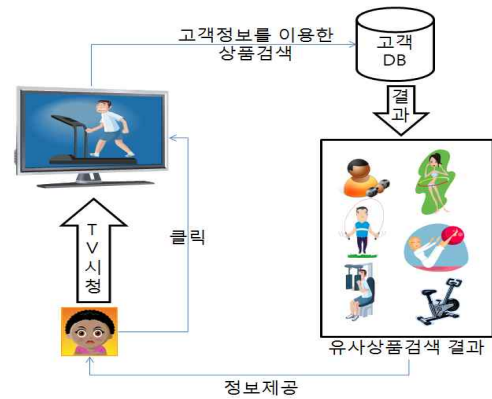 고객정보를 이용한
상품검색
고객
DB
결
과
클릭
T
V
시
청
유사상품검색 결과
정보제공